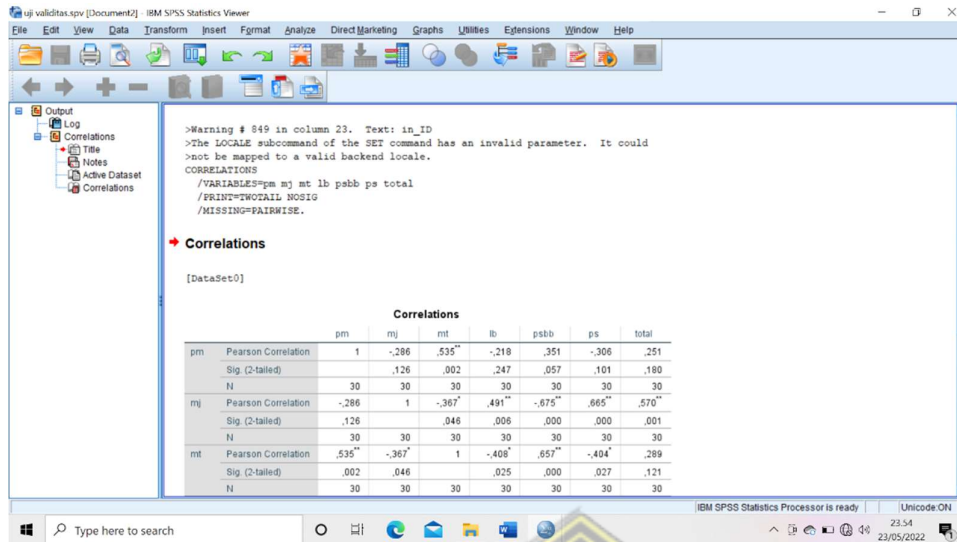 uji validitas.spv [Document2] - IBM SPSS Statistics Viewer
File Edit View Data Transform Insert Format Analyze Direct Marketing Graphs Utilities Extensions Window Help
Output
Log
Correlations
Title
Notes
Active Dataset
Correlations
>Warning # 849 in column 23. Text: in_ID
>The LOCALE subcommand of the SET command has an invalid parameter. It could
>not be mapped to a valid backend locale.
CORRELATIONS
/VARIABLES=pm mj mt lb psbb ps total
/PRINT=TWOTAIL NOSIG
/MISSING=PAIRWISE.
Correlations
[DataSet0]
Correlations
pm mj mt lb psbb ps total
pm Pearson Correlation 1 -,286 ,535** -,218 ,351 -,306 ,251
Sig. (2-tailed) ,126 ,002 ,247 ,057 ,101 ,180
N 30 30 30 30 30 30 30
mj Pearson Correlation -,286 1 -,367* ,491** -,675** ,665** ,570**
Sig. (2-tailed) ,126 ,046 ,006 ,000 ,000 ,001
N 30 30 30 30 30 30 30
mt Pearson Correlation ,535** -,367* 1 -,408* ,657** -,404* ,289
Sig. (2-tailed) ,002 ,046 ,025 ,000 ,027 ,121
N 30 30 30 30 30 30 30
IBM SPSS Statistics Processor is ready Unicode:ON
Type here to search
23.54
23/05/2022